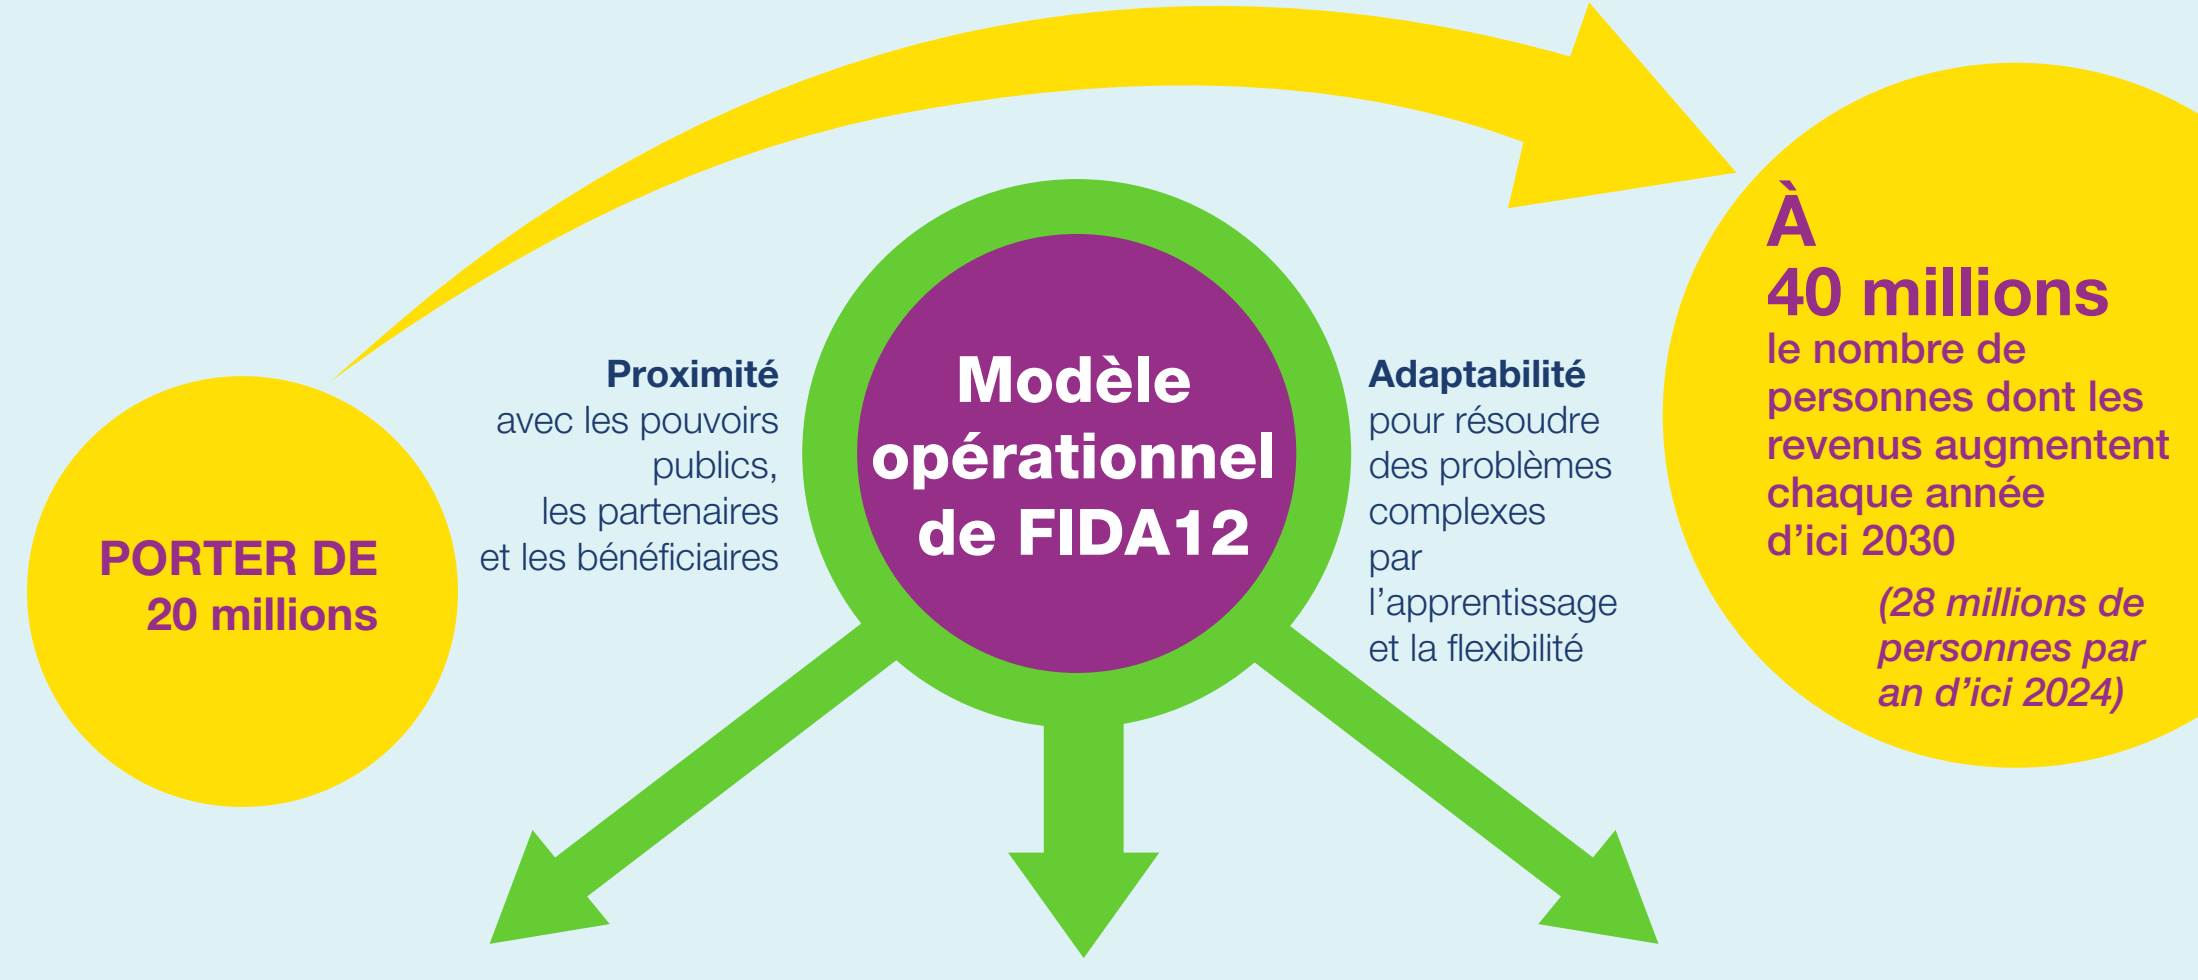 PORTER DE
20 millions
Proximité
avec les pouvoirs
publics,
les partenaires
et les bénéficiaires
Modèle
opérationnel
de FIDA12
Adaptabilité
pour résoudre
des problèmes
complexes
par
l’apprentissage
et la flexibilité
À
40 millions
le nombre de
personnes dont les
revenus augmentent
chaque année
d’ici 2030
(28 millions de
personnes par
an d’ici 2024)